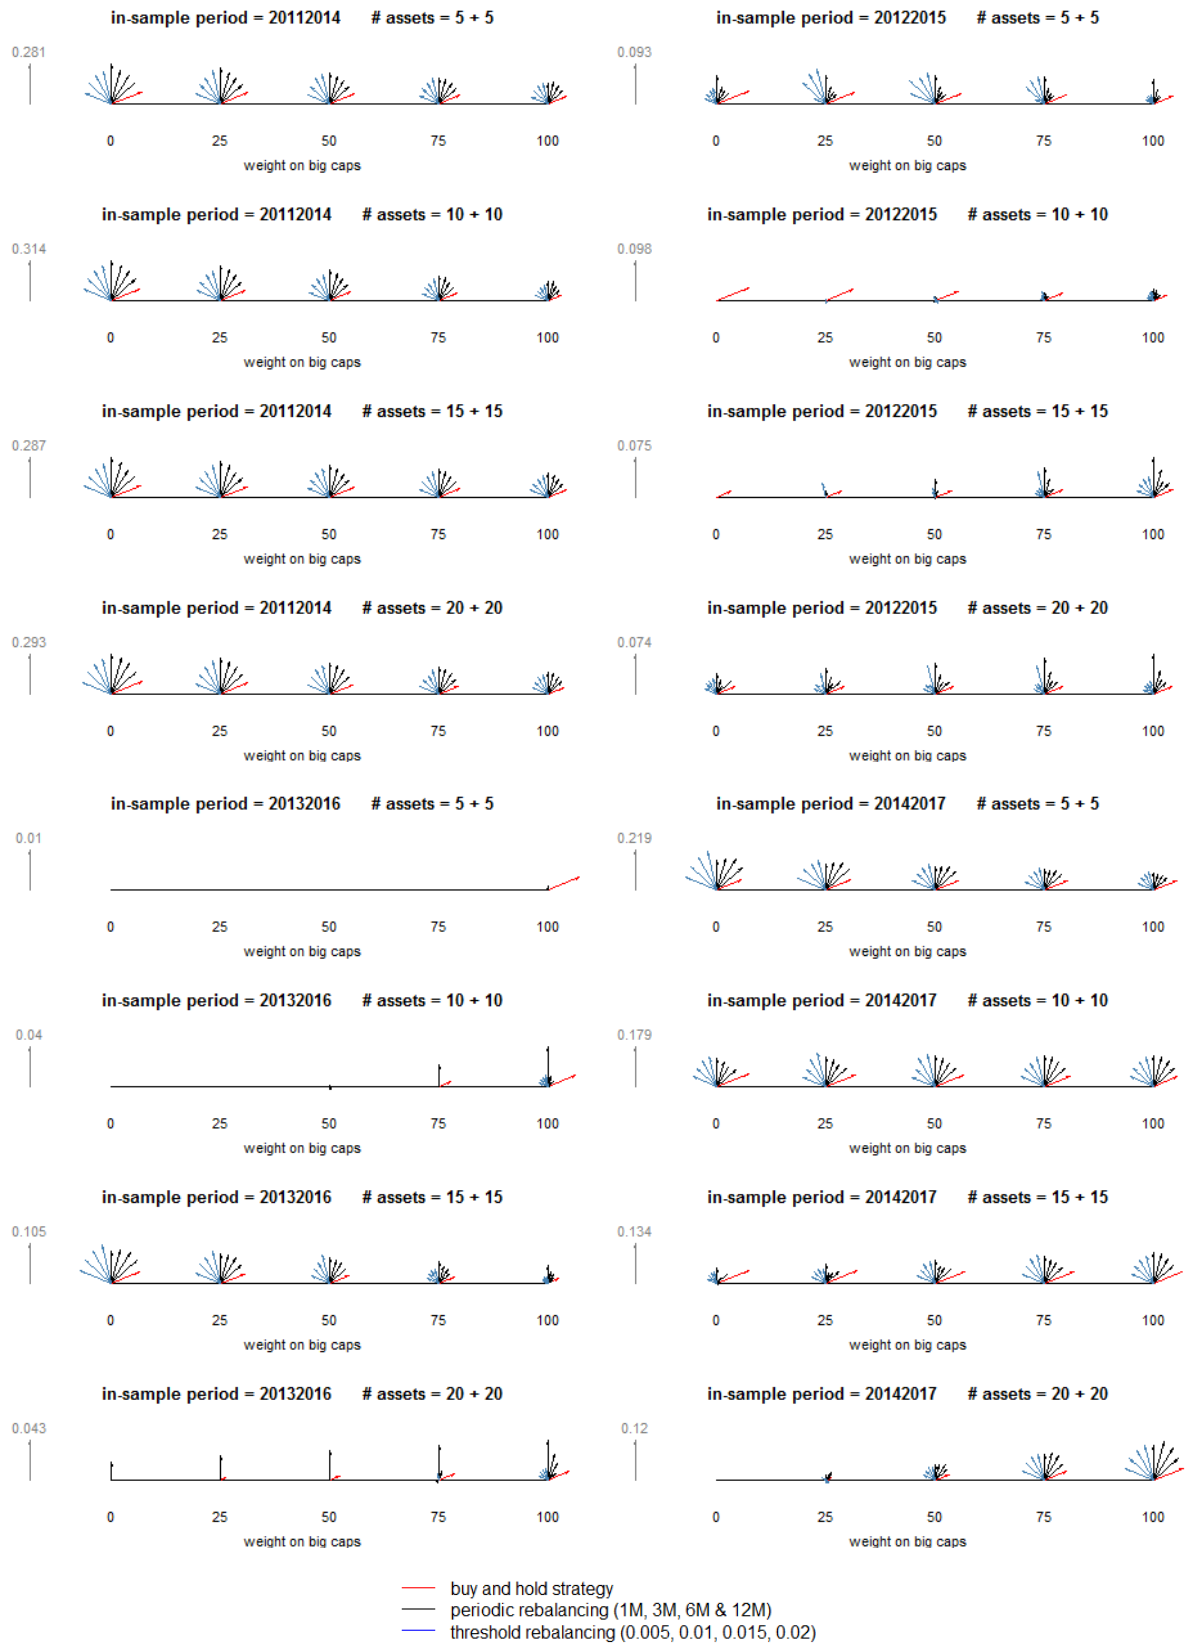 in-sample period = 20112014 # assets = 5 + 5
0.281
0 25 50 75 100
weight on big caps
in-sample period = 20122015 # assets = 5 + 5
0.093
0 25 50 75 100
weight on big caps
in-sample period = 20112014 # assets = 10 + 10
0.314
0 25 50 75 100
weight on big caps
in-sample period = 20122015 # assets = 10 + 10
0.098
0 25 50 75 100
weight on big caps
in-sample period = 20112014 # assets = 15 + 15
0.287
0 25 50 75 100
weight on big caps
in-sample period = 20122015 # assets = 15 + 15
0.075
0 25 50 75 100
weight on big caps
in-sample period = 20112014 # assets = 20 + 20
0.293
0 25 50 75 100
weight on big caps
in-sample period = 20122015 # assets = 20 + 20
0.074
0 25 50 75 100
weight on big caps
in-sample period = 20132016 # assets = 5 + 5
0.01
0 25 50 75 100
weight on big caps
in-sample period = 20142017 # assets = 5 + 5
0.219
0 25 50 75 100
weight on big caps
in-sample period = 20132016 # assets = 10 + 10
0.04
0 25 50 75 100
weight on big caps
in-sample period = 20142017 # assets = 10 + 10
0.179
0 25 50 75 100
weight on big caps
in-sample period = 20132016 # assets = 15 + 15
0.105
0 25 50 75 100
weight on big caps
in-sample period = 20142017 # assets = 15 + 15
0.134
0 25 50 75 100
weight on big caps
in-sample period = 20132016 # assets = 20 + 20
0.043
0 25 50 75 100
weight on big caps
in-sample period = 20142017 # assets = 20 + 20
0.12
0 25 50 75 100
weight on big caps
buy and hold strategy
periodic rebalancing (1M, 3M, 6M & 12M)
threshold rebalancing (0.005, 0.01, 0.015, 0.02)